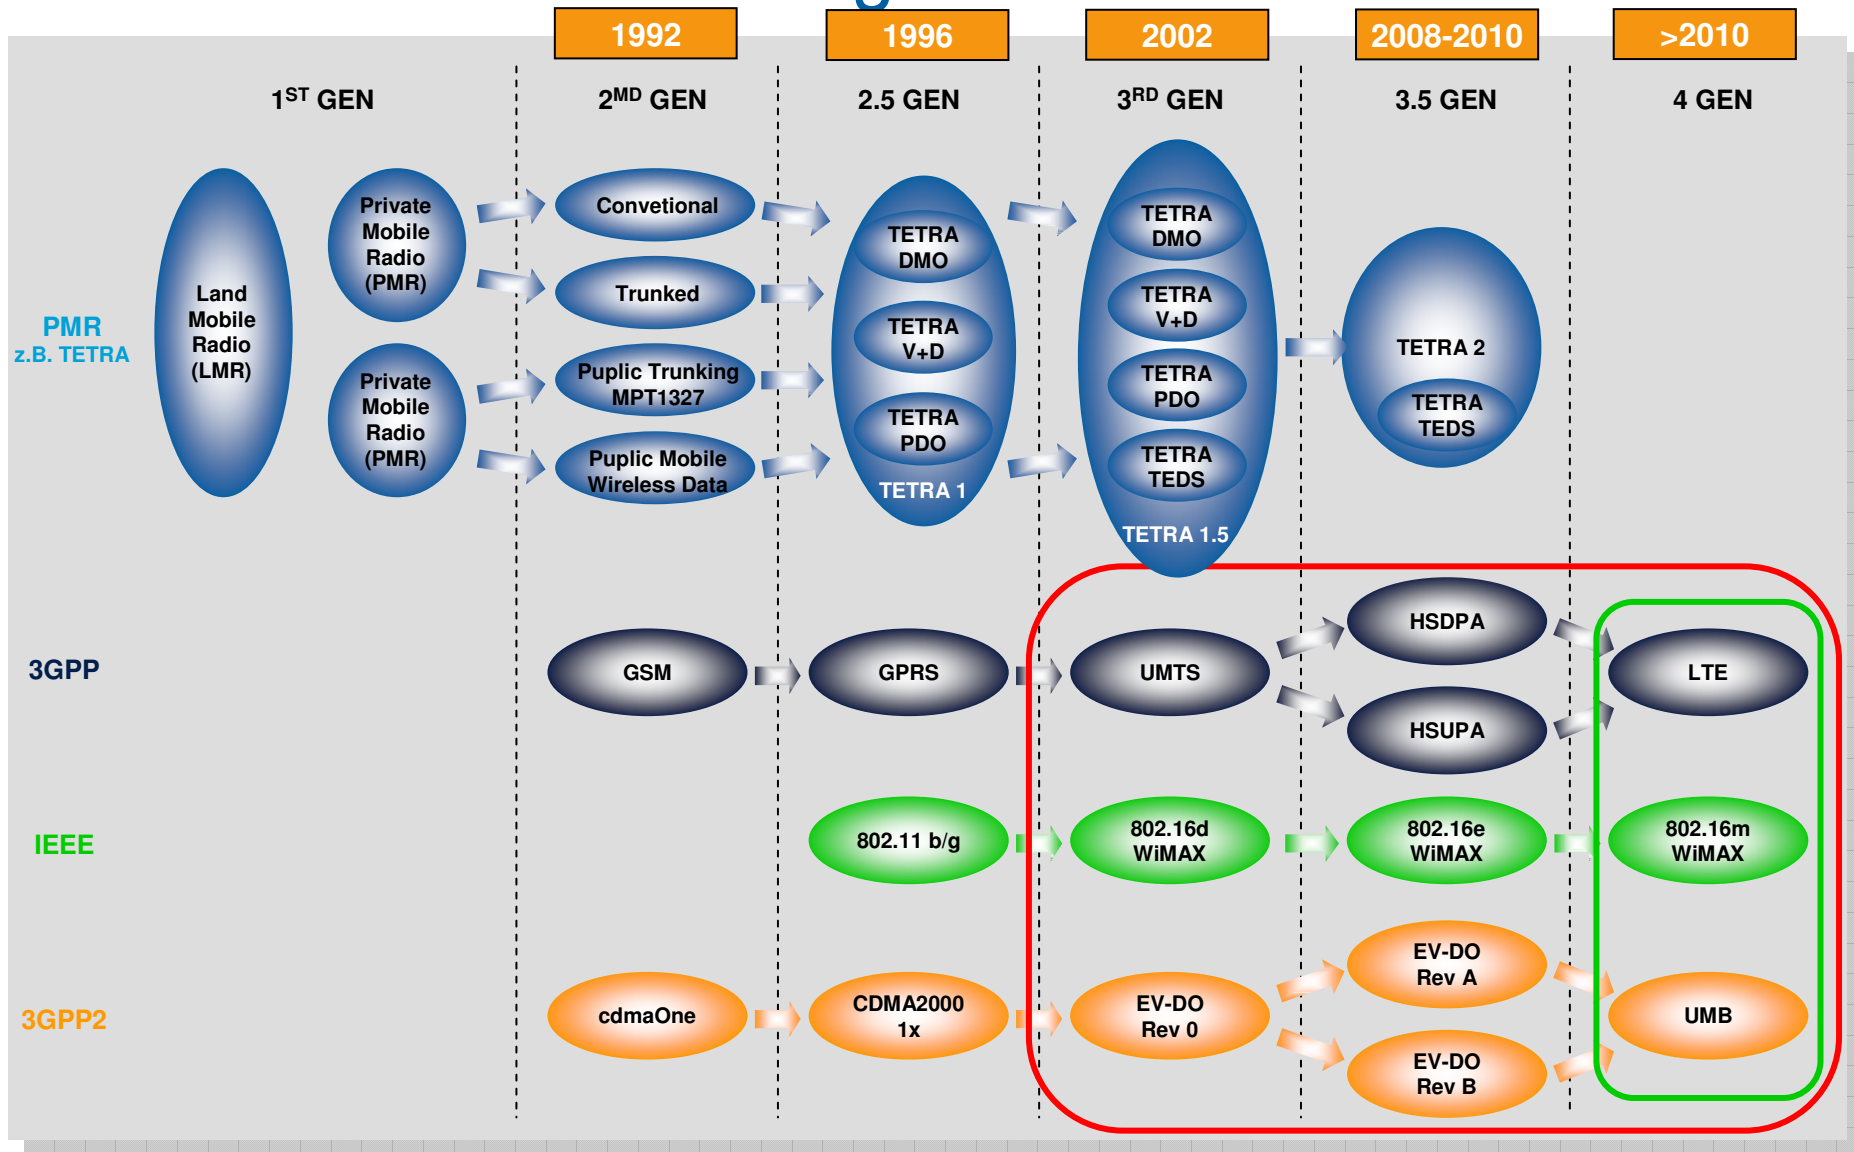 1992
1996
2002
2008-2010
>2010
1ST GEN
2MD GEN
2.5 GEN
3RD GEN
3.5 GEN
4 GEN
PMR
z.B. TETRA
Land
Mobile
Radio
(LMR)
Private
Mobile
Radio
(PMR)
Private
Mobile
Radio
(PMR)
Convetional
Trunked
Puplic Trunking
MPT1327
Puplic Mobile
Wireless Data
TETRA
DMO
TETRA
V+D
TETRA
PDO
TETRA 1
TETRA
DMO
TETRA
V+D
TETRA
PDO
TETRA
TEDS
TETRA 1.5
TETRA 2
TETRA
TEDS
3GPP
GSM
GPRS
UMTS
HSDPA
HSUPA
LTE
IEEE
802.11 b/g
802.16d
WiMAX
802.16e
WiMAX
802.16m
WiMAX
3GPP2
cdmaOne
CDMA2000
1x
EV-DO
Rev 0
EV-DO
Rev A
EV-DO
Rev B
UMB